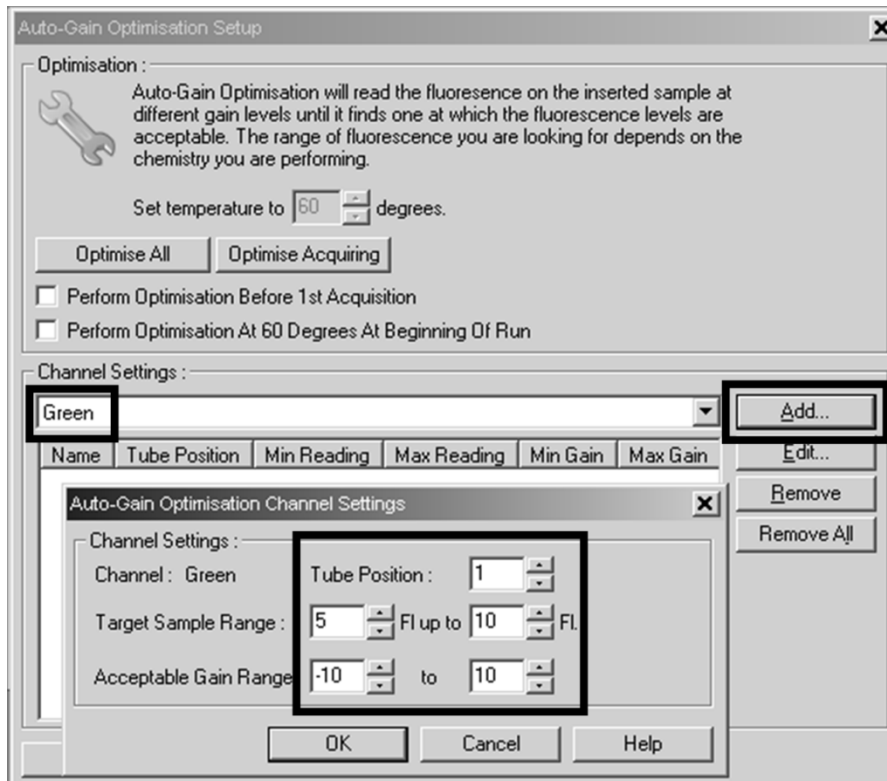 Auto-Gain Optimisation Setup
Optimisation :
Auto-Gain Optimisation will read the fluoresence on the inserted sample at
different gain levels until it finds one at which the fluorescence levels are
acceptable. The range of fluorescence you are looking for depends on the
chemistry you are performing.
Set temperature to 60 degrees.
Optimise All Optimise Acquiring
Perform Optimisation Before 1st Acquisition
Perform Optimisation At 60 Degrees At Beginning Of Run
Channel Settings :
Green Add...
Name Tube Position Min Reading Max Reading Min Gain Max Gain Edit...
Remove
Remove All
Auto-Gain Optimisation Channel Settings
Channel Settings :
Channel : Green Tube Position : 1
Target Sample Range : 5 Fl up to 10 Fl.
Acceptable Gain Range -10 to 10
OK Cancel Help